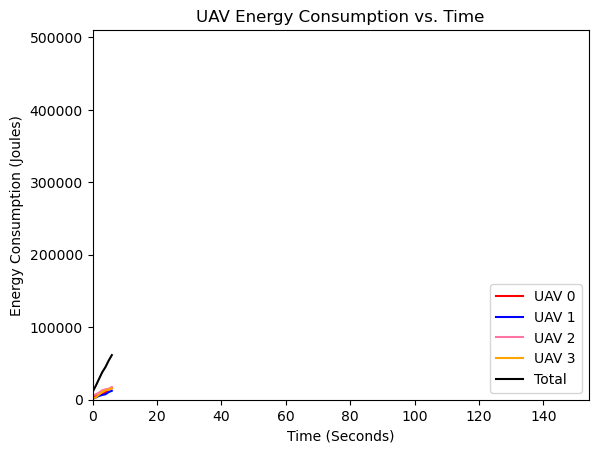 UAV Energy Consumption vs. Time
Energy Consumption (Joules)
500000
400000
300000
200000
100000
0
0 20 40 60 80 100 120 140
Time (Seconds)
UAV 0
UAV 1
UAV 2
UAV 3
Total